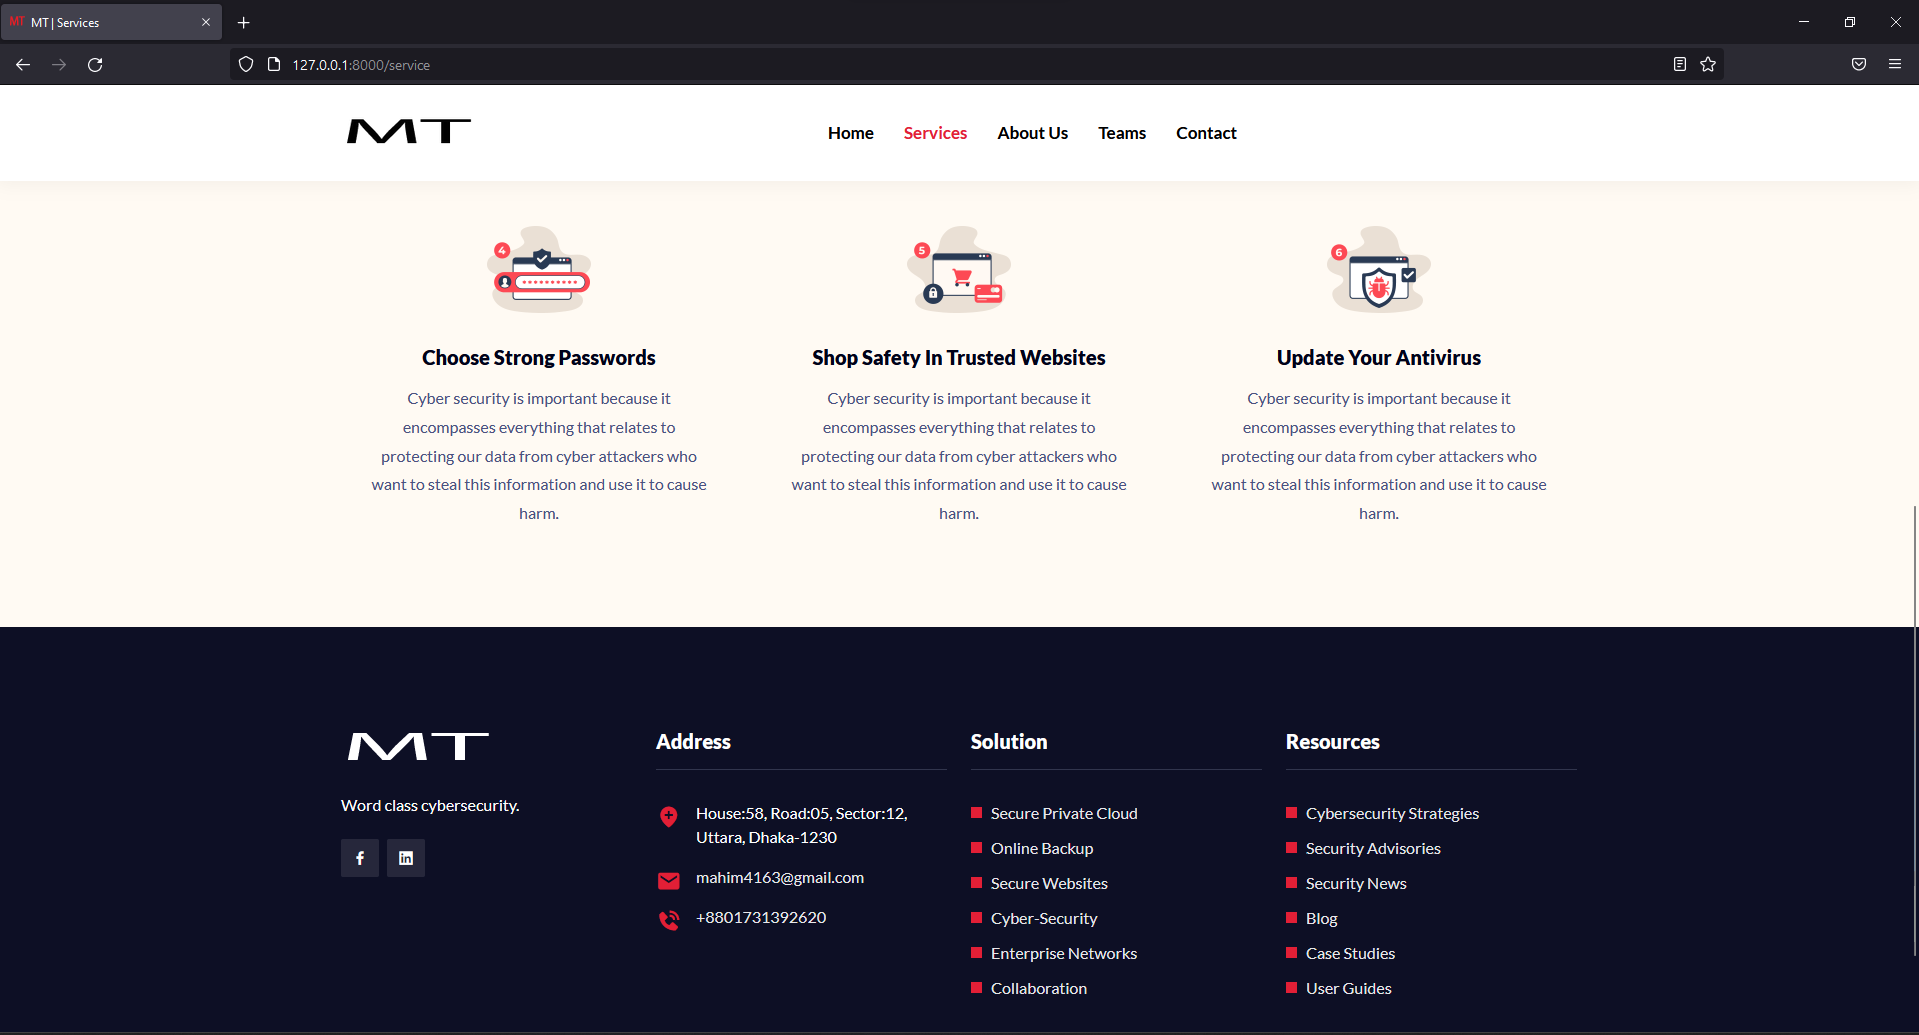 MT MT | Services
127.0.0.1:8000/service
MT
Home Services About Us Teams Contact
4
5
6
Choose Strong Passwords
Cyber security is important because it
encompasses everything that relates to
protecting our data from cyber attackers who
want to steal this information and use it to cause
harm.
Shop Safety In Trusted Websites
Cyber security is important because it
encompasses everything that relates to
protecting our data from cyber attackers who
want to steal this information and use it to cause
harm.
Update Your Antivirus
Cyber security is important because it
encompasses everything that relates to
protecting our data from cyber attackers who
want to steal this information and use it to cause
harm.
MT
Word class cybersecurity.
f
in
Address
House:58, Road:05, Sector:12,
Uttara, Dhaka-1230
mahim4163@gmail.com
+8801731392620
Solution
Secure Private Cloud
Online Backup
Secure Websites
Cyber-Security
Enterprise Networks
Collaboration
Resources
Cybersecurity Strategies
Security Advisories
Security News
Blog
Case Studies
User Guides